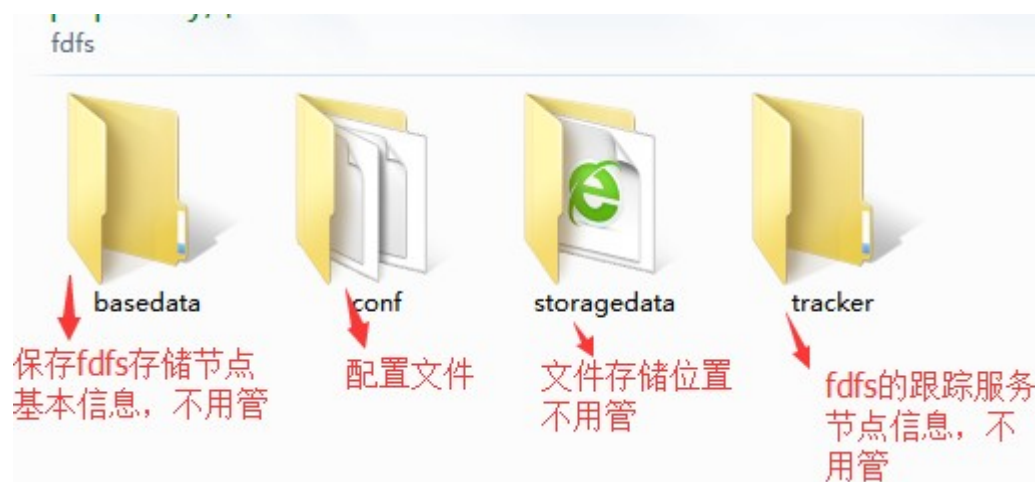 fdfs
basedata
conf
storagedata
tracker
保存fdfs存储节点
基本信息，不用管
配置文件
文件存储位置
不用管
fdfs的跟踪服务
节点信息，不
用管